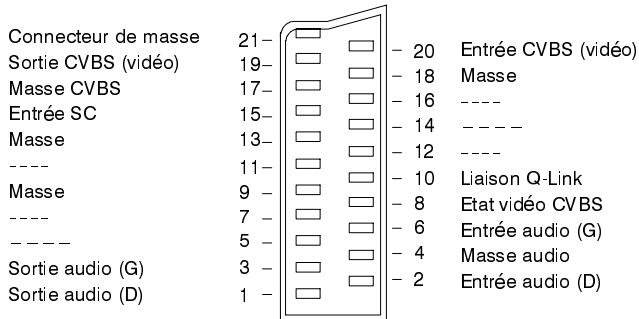 Connecteur de masse 21–
Sortie CVBS (vidéo) 19–
Masse CVBS 17–
Entrée SC 15–
Masse 13–
---- 11–
Masse 9 –
---- 7 –
–––– 5 –
Sortie audio (G) 3 –
Sortie audio (D) 1 –
– 20 Entrée CVBS (vidéo)
– 18 Masse
– 16 ----
– 14 ––––
– 12 ----
– 10 Liaison Q-Link
– 8 Etat vidéo CVBS
– 6 Entrée audio (G)
– 4 Masse audio
– 2 Entrée audio (D)